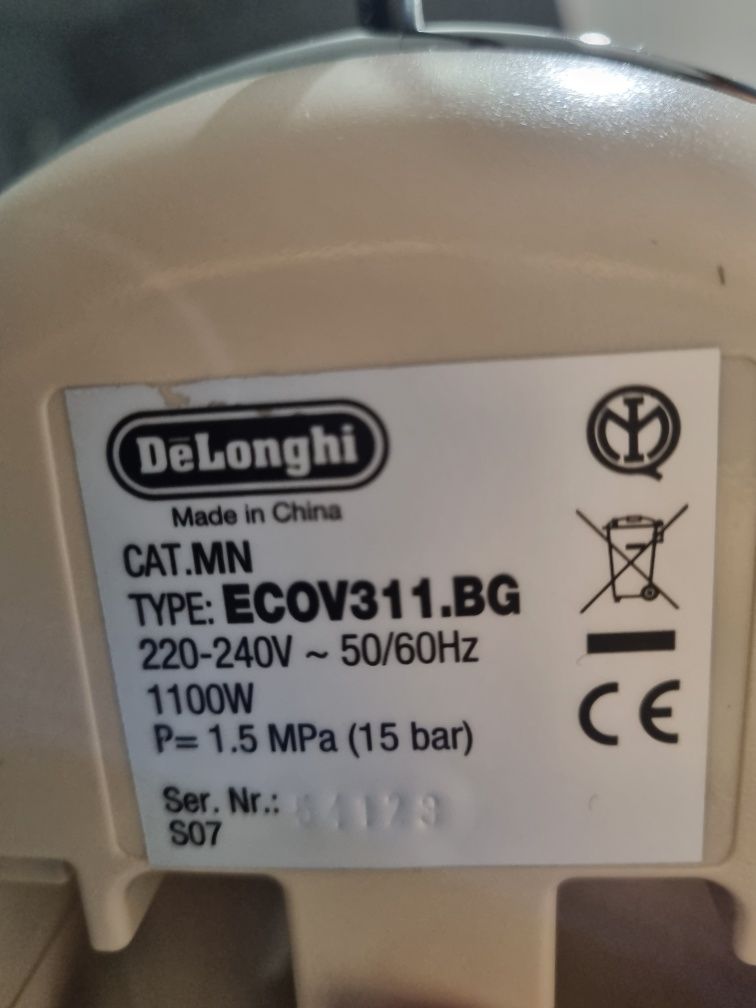 DeLonghi
Made in China
CAT.MN
TYPE: ECOV311.BG
220-240V ~ 50/60Hz
1100W
P= 1.5 MPa (15 bar)
Ser. Nr.:
S07
CE